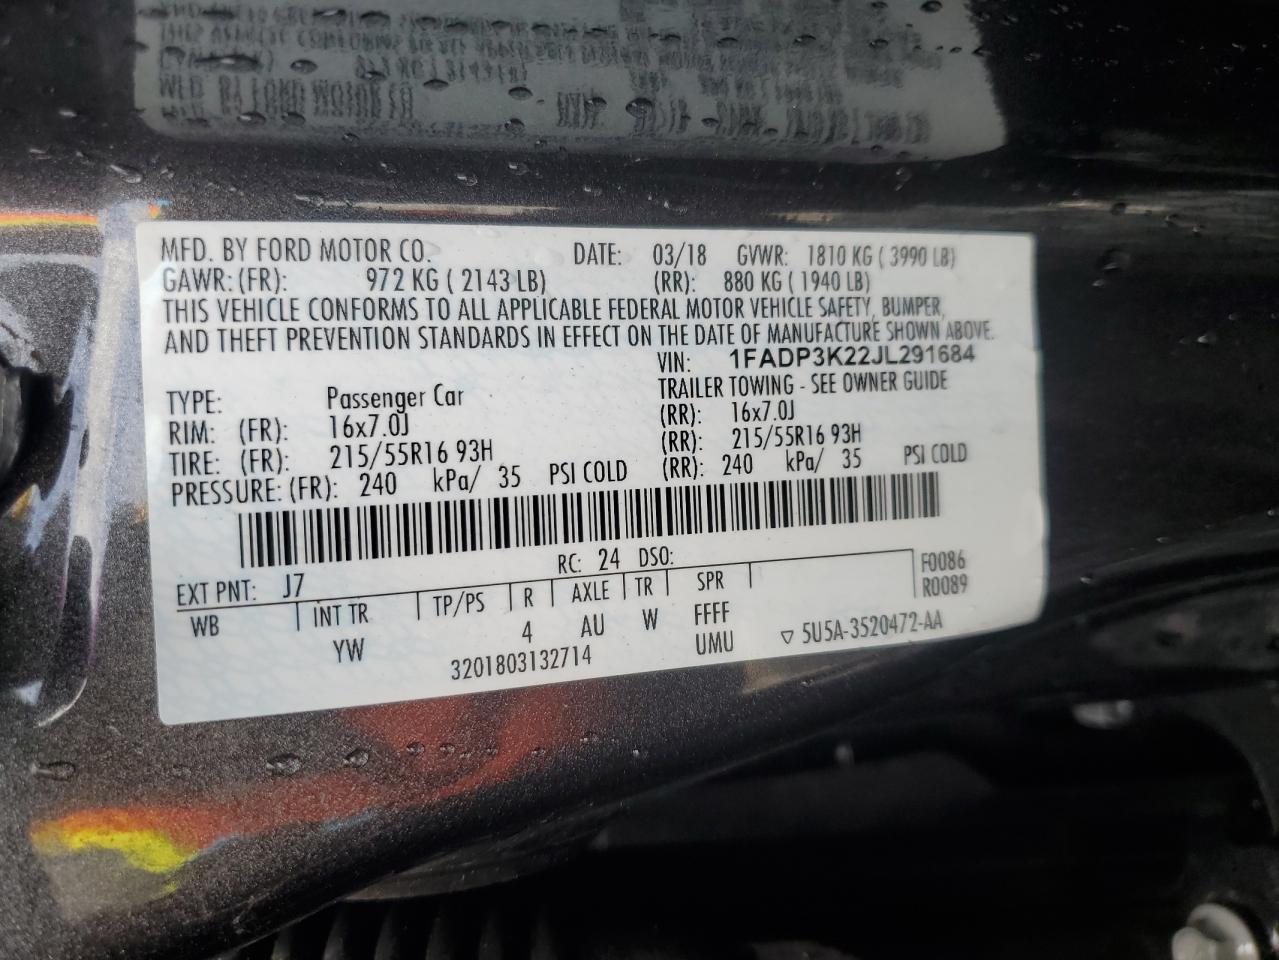 MFD. BY FORD MOTOR CO. DATE: 03/18 GVWR: 1810 KG ( 3990 LB)
GAWR: (FR): 972 KG ( 2143 LB) (RR): 880 KG ( 1940 LB)
THIS VEHICLE CONFORMS TO ALL APPLICABLE FEDERAL MOTOR VEHICLE SAFETY, BUMPER,
AND THEFT PREVENTION STANDARDS IN EFFECT ON THE DATE OF MANUFACTURE SHOWN ABOVE.
VIN: 1FADP3K22JL291684
TYPE: Passenger Car TRAILER TOWING - SEE OWNER GUIDE
RIM: (FR): 16x7.0J (RR): 16x7.0J
TIRE: (FR): 215/55R16 93H (RR): 215/55R16 93H
PRESSURE: (FR): 240 kPa/ 35 PSI COLD (RR): 240 kPa/ 35 PSI COLD
EXT PNT: J7 RC: 24 DSO: F0086
WB INT TR TP/PS R AXLE TR SPR R0089
YW 4 AU W FFFF
UMU ▽ 5U5A-3520472-AA
3201803132714